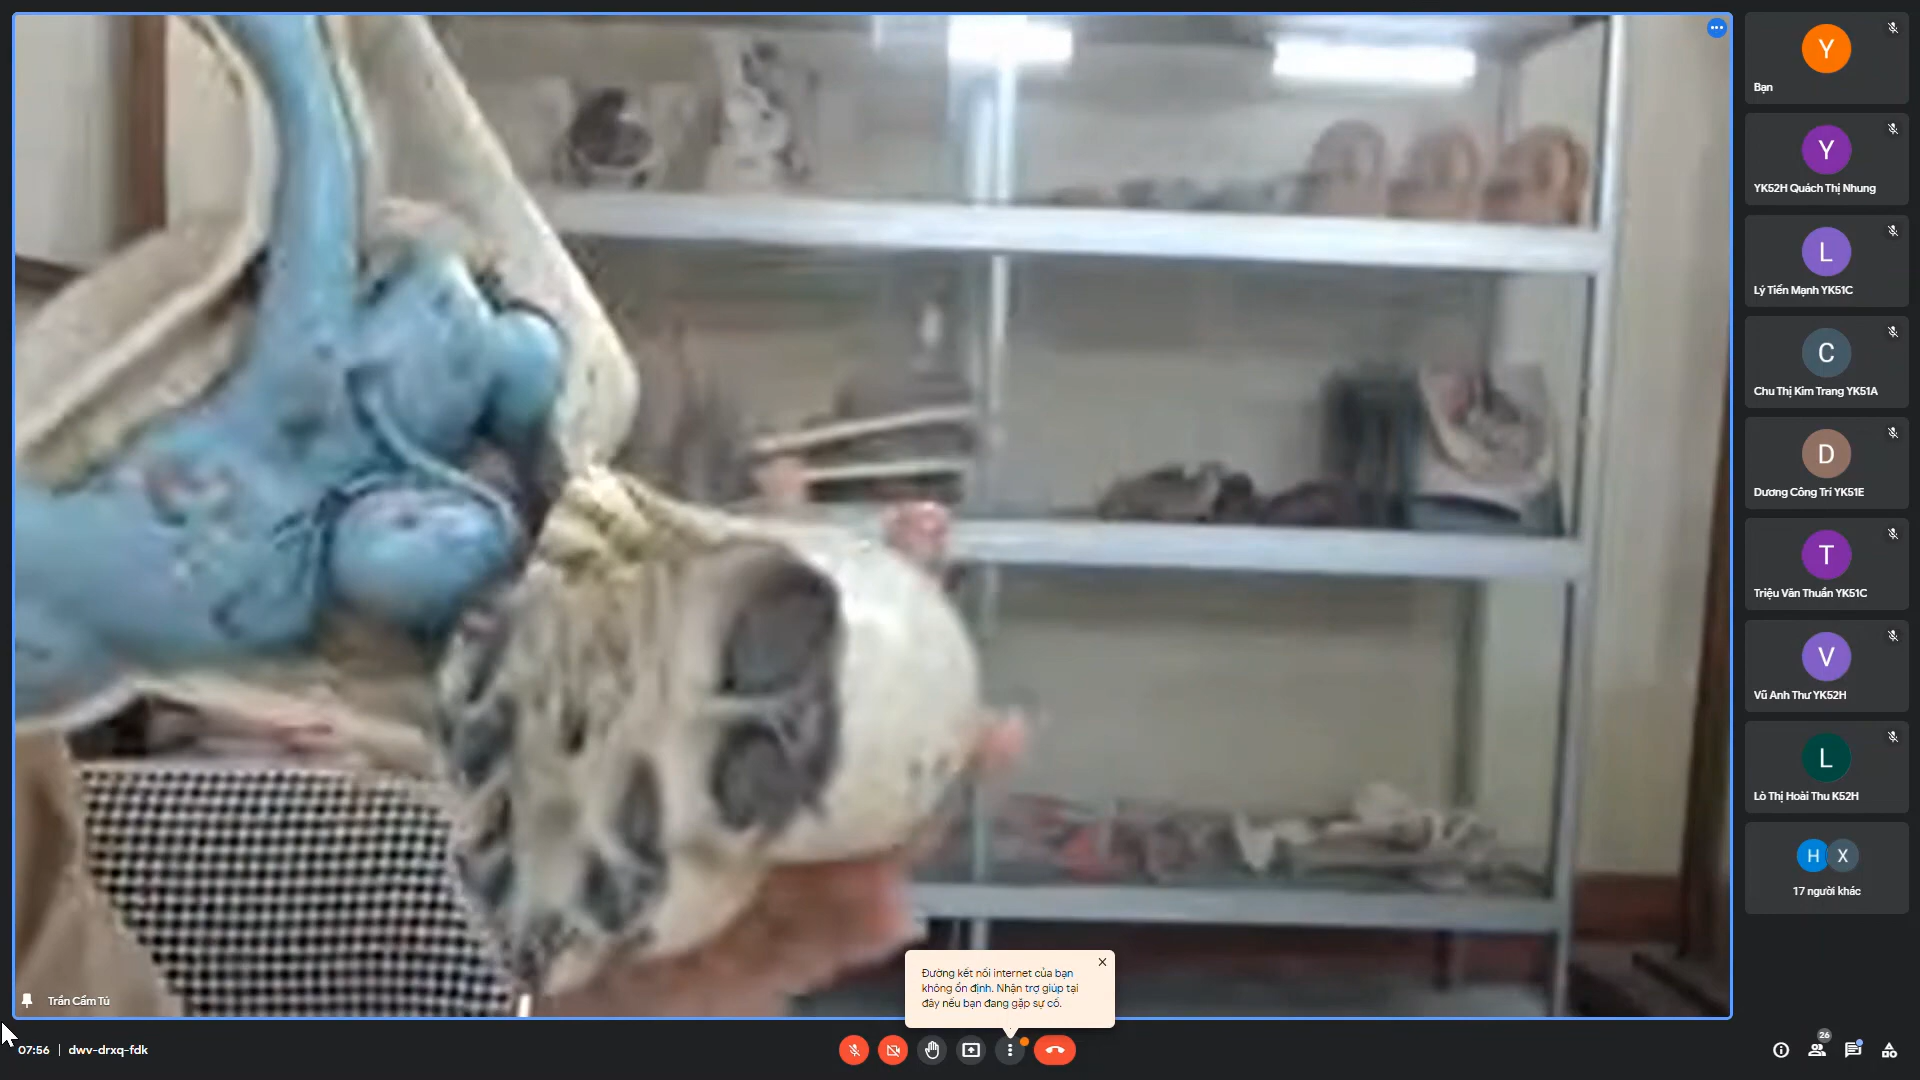 Y
Bạn
Y
YK52H Quách Thị Nhung
L
Lý Tiến Mạnh YK51C
C
Chu Thị Kim Trang YK51A
D
Dương Công Trí YK51E
T
Triệu Văn Thuần YK51C
V
Vũ Anh Thư YK52H
L
Lò Thị Hoài Thu K52H
H X
17 người khác
Trần Cẩm Tú
Đường kết nối internet của bạn
không ổn định. Nhận trợ giúp tại
đây nếu bạn đang gặp sự cố.
07:56 | dwv-drxq-fdk
26